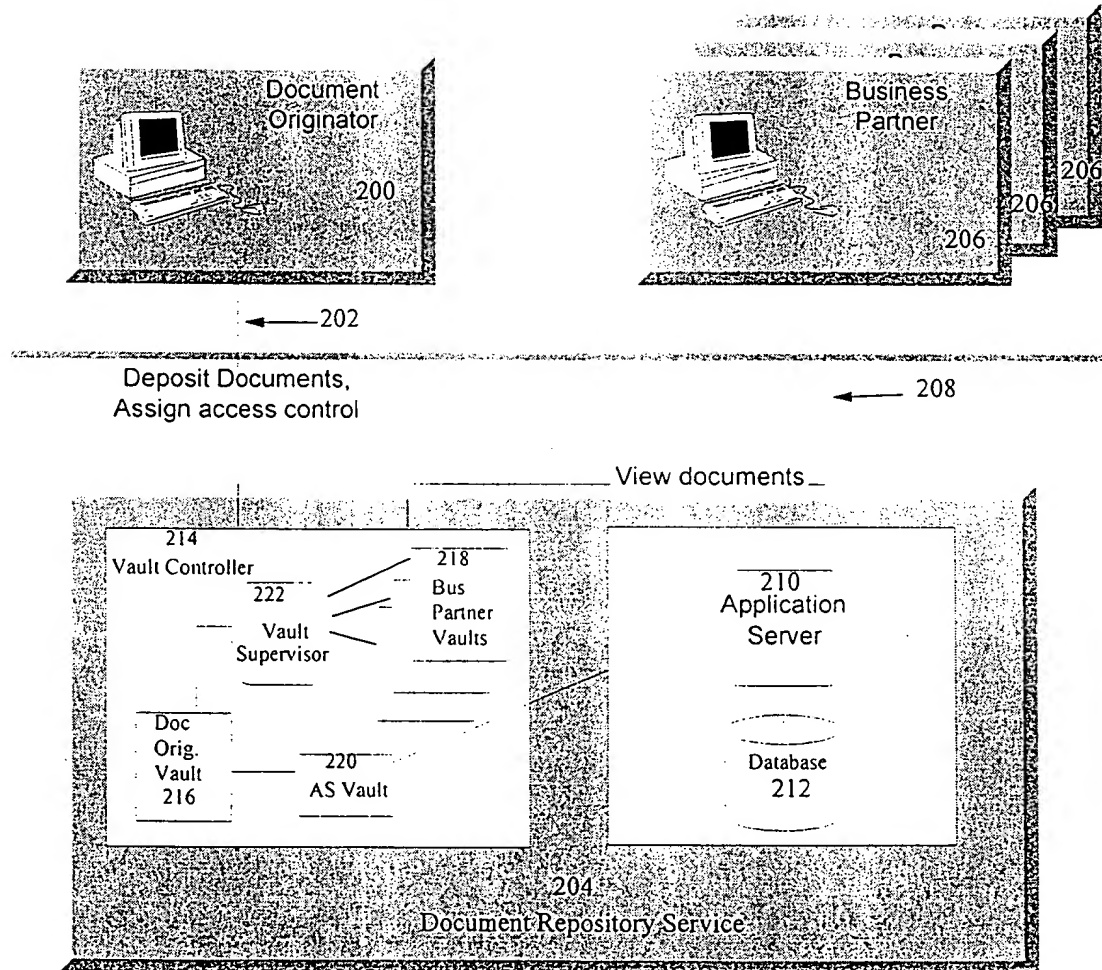 Document
Originator
200
Business
Partner
206
206
206
202
Deposit Documents,
Assign access control
208
View documents
214
Vault Controller
222
Vault
Supervisor
218
Bus
Partner
Vaults
Doc
Orig.
Vault
216
220
AS Vault
210
Application
Server
Database
212
204
Document Repository Service